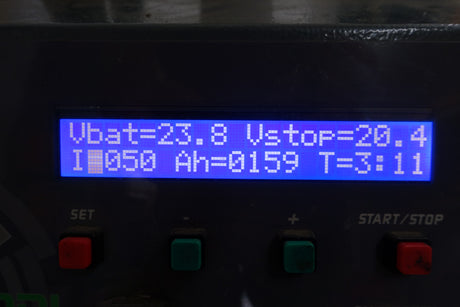 Vbat=23.8 Vstop=20.4
I 050 Ah=0159 T=3:11
SET - + START/STOP